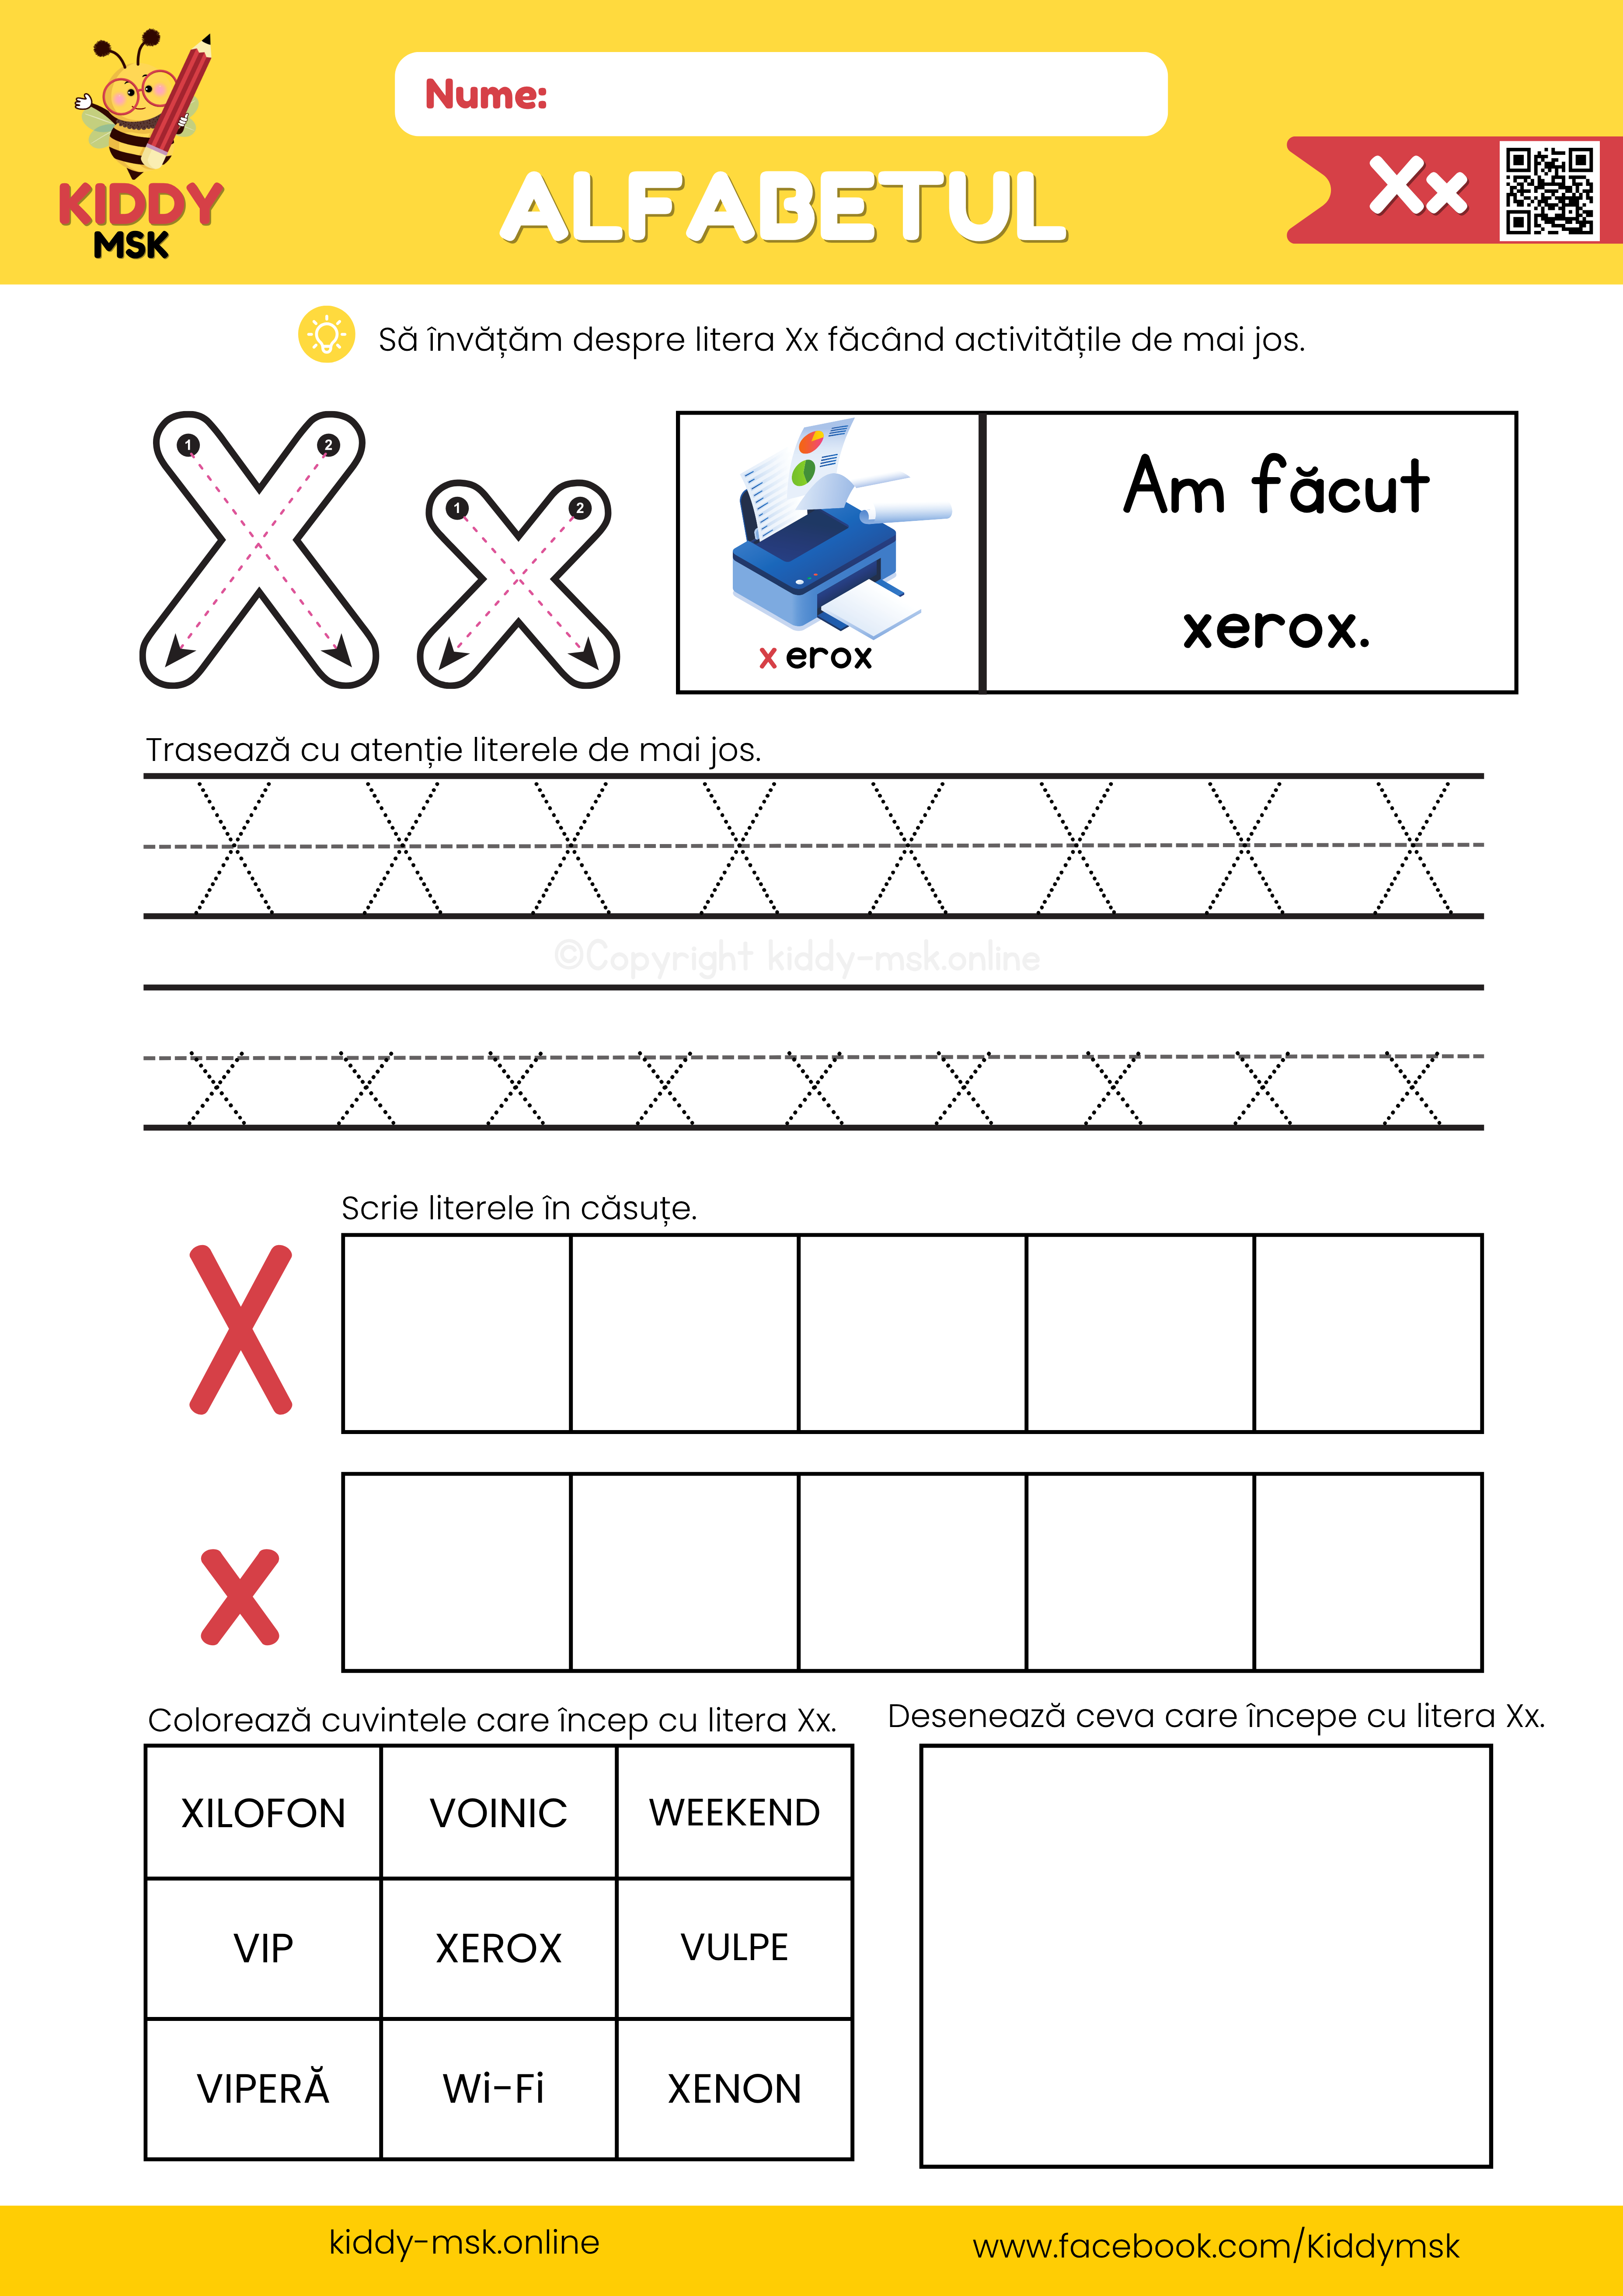 KIDDY
MSK
Nume:
ALFABETUL
Xx
Să învățăm despre litera Xx făcând activitățile de mai jos.
1 2
1 2
x erox
Am făcut
xerox.
Trasează cu atenție literele de mai jos.
X X X X X X X X
©Copyright kiddy-msk.online
x x x x x x x x x
Scrie literele în căsuțe.
X
x
Colorează cuvintele care încep cu litera Xx.
XILOFON VOINIC WEEKEND
VIP XEROX VULPE
VIPERĂ Wi-Fi XENON
Desenează ceva care începe cu litera Xx.
kiddy-msk.online
www.facebook.com/Kiddymsk